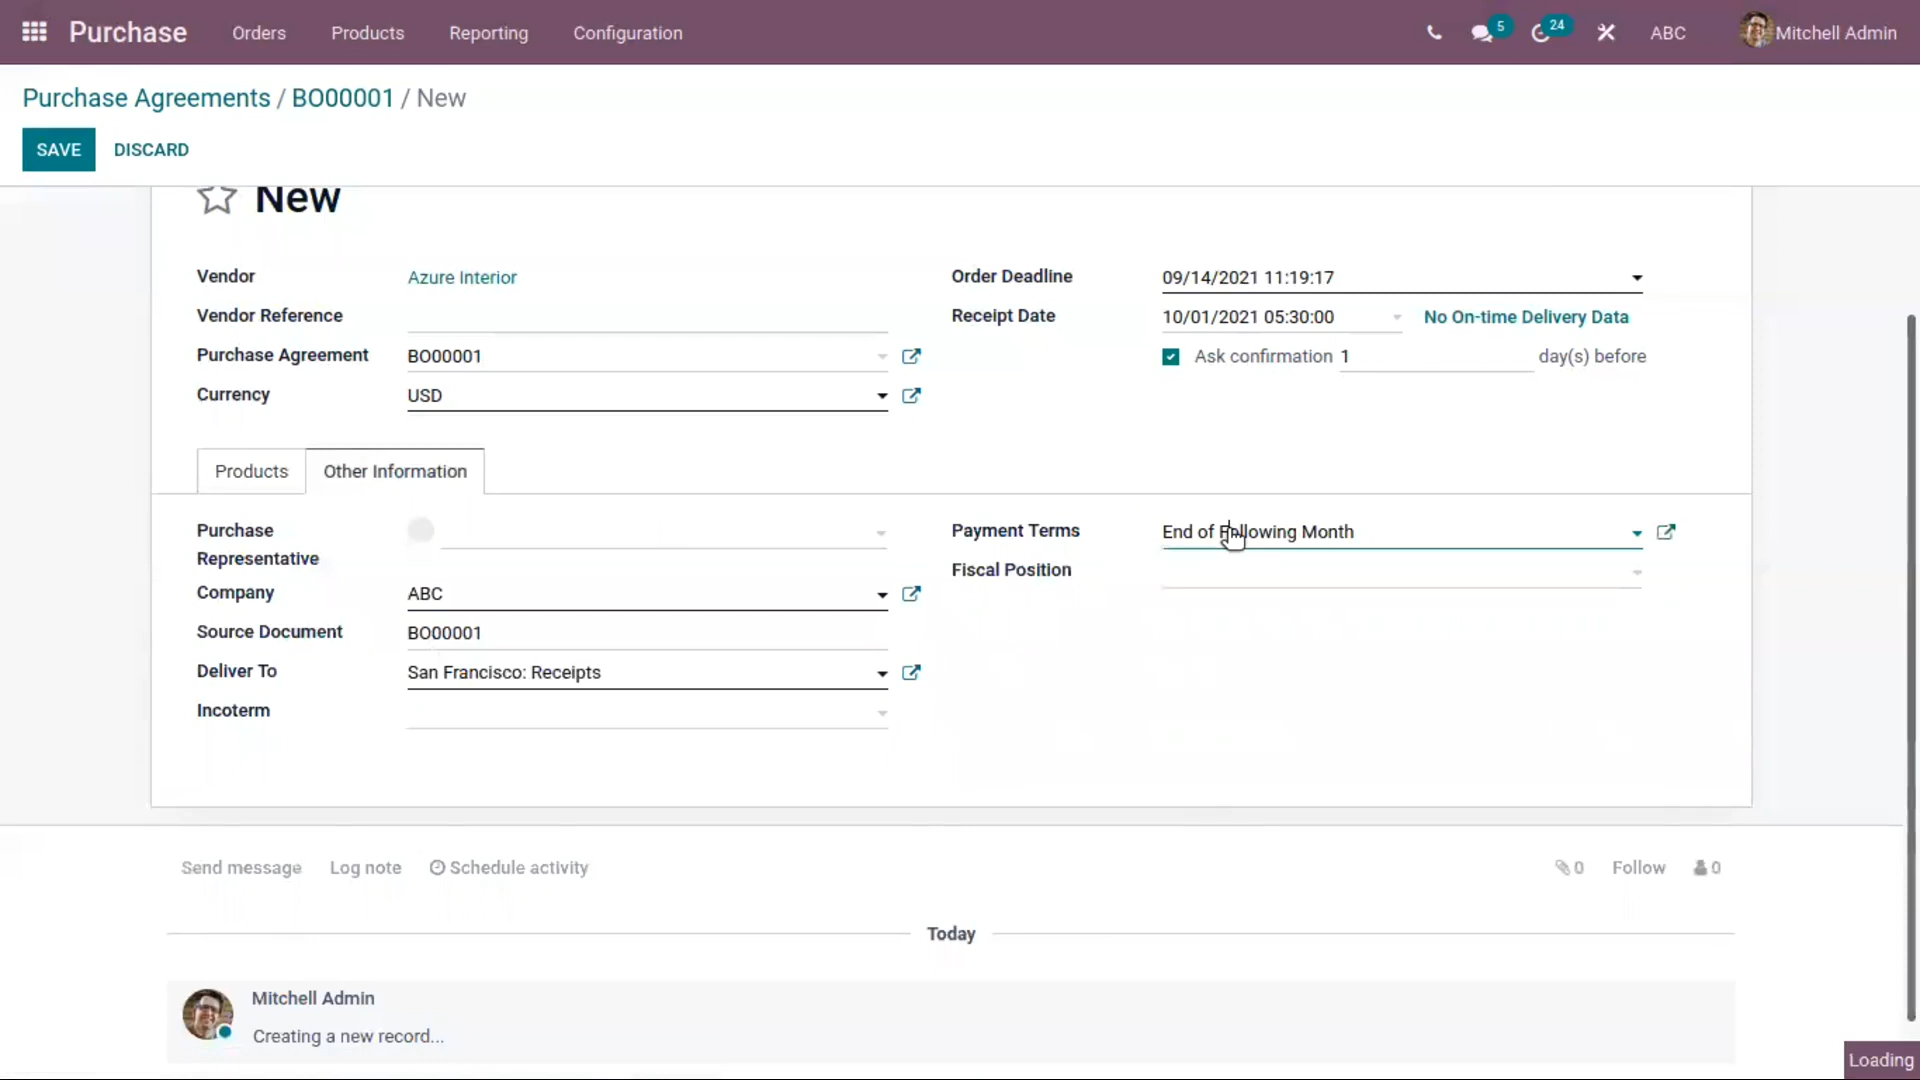 Purchase Orders Products Reporting Configuration 5 24 ABC Mitchell Admin
Purchase Agreements / BO00001 / New
SAVE DISCARD
New
Vendor Azure Interior Order Deadline 09/14/2021 11:19:17
Vendor Reference Receipt Date 10/01/2021 05:30:00 No On-time Delivery Data
Purchase Agreement BO00001 Ask confirmation 1 day(s) before
Currency USD
Products Other Information
Purchase Representative Payment Terms End of Following Month
Company ABC Fiscal Position
Source Document BO00001
Deliver To San Francisco: Receipts
Incoterm
Send message Log note Schedule activity 0 Follow 0
Today
Mitchell Admin
Creating a new record...
Loading